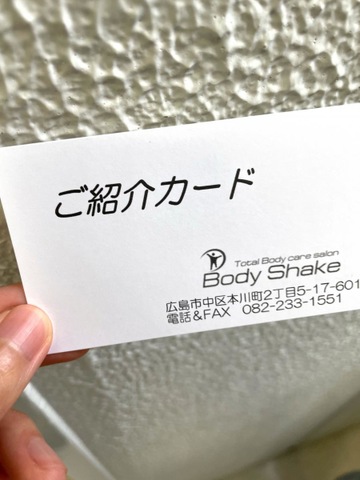 ご紹介カード
Total Body care salon
Body Shake
広島市中区本川町2丁目5-17-601
電話&FAX 082-233-1551